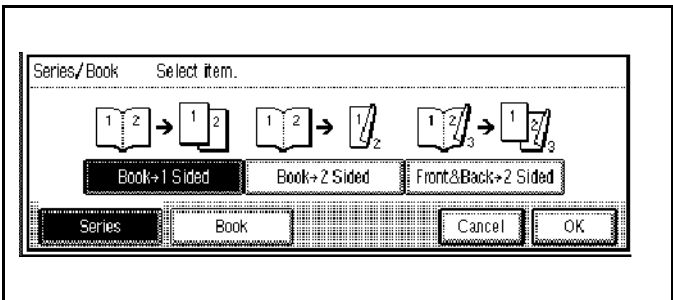 Series/Book Select item.
1 2 → 1 2 1 2 → 1 2 1 2 3 → 1 2 3
Book→1 Sided Book→2 Sided Front&Back→2 Sided
Series Book Cancel OK